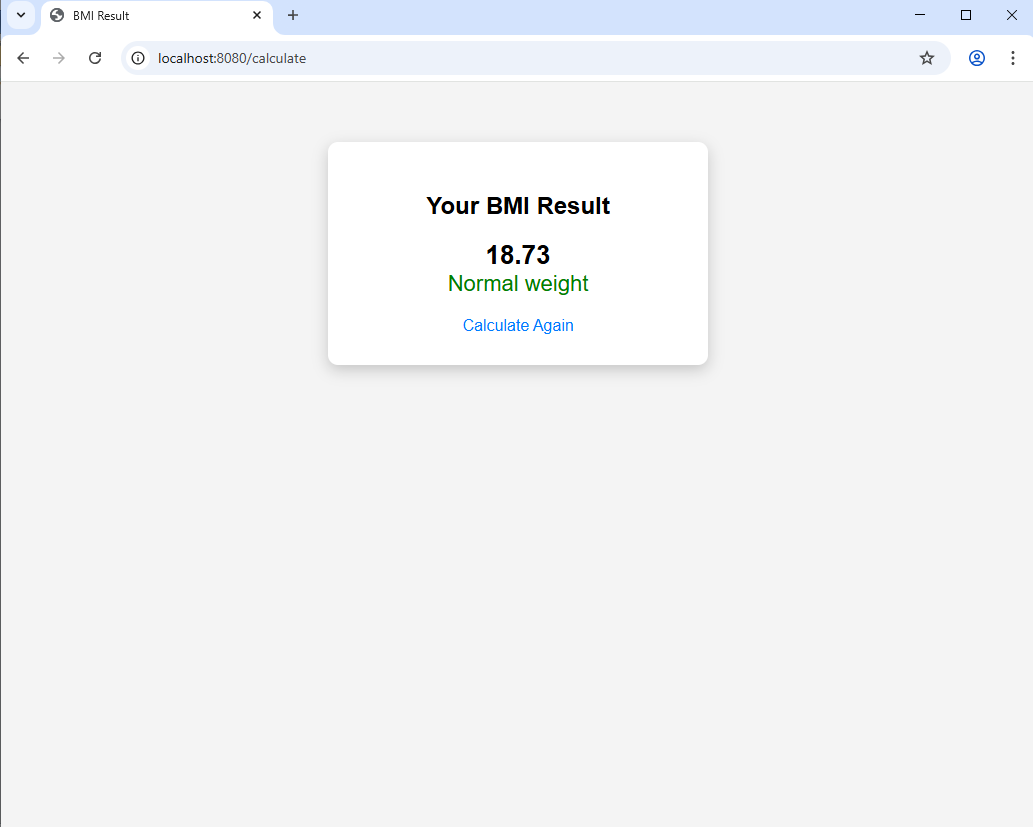 BMI Result
localhost:8080/calculate
Your BMI Result
18.73
Normal weight
Calculate Again